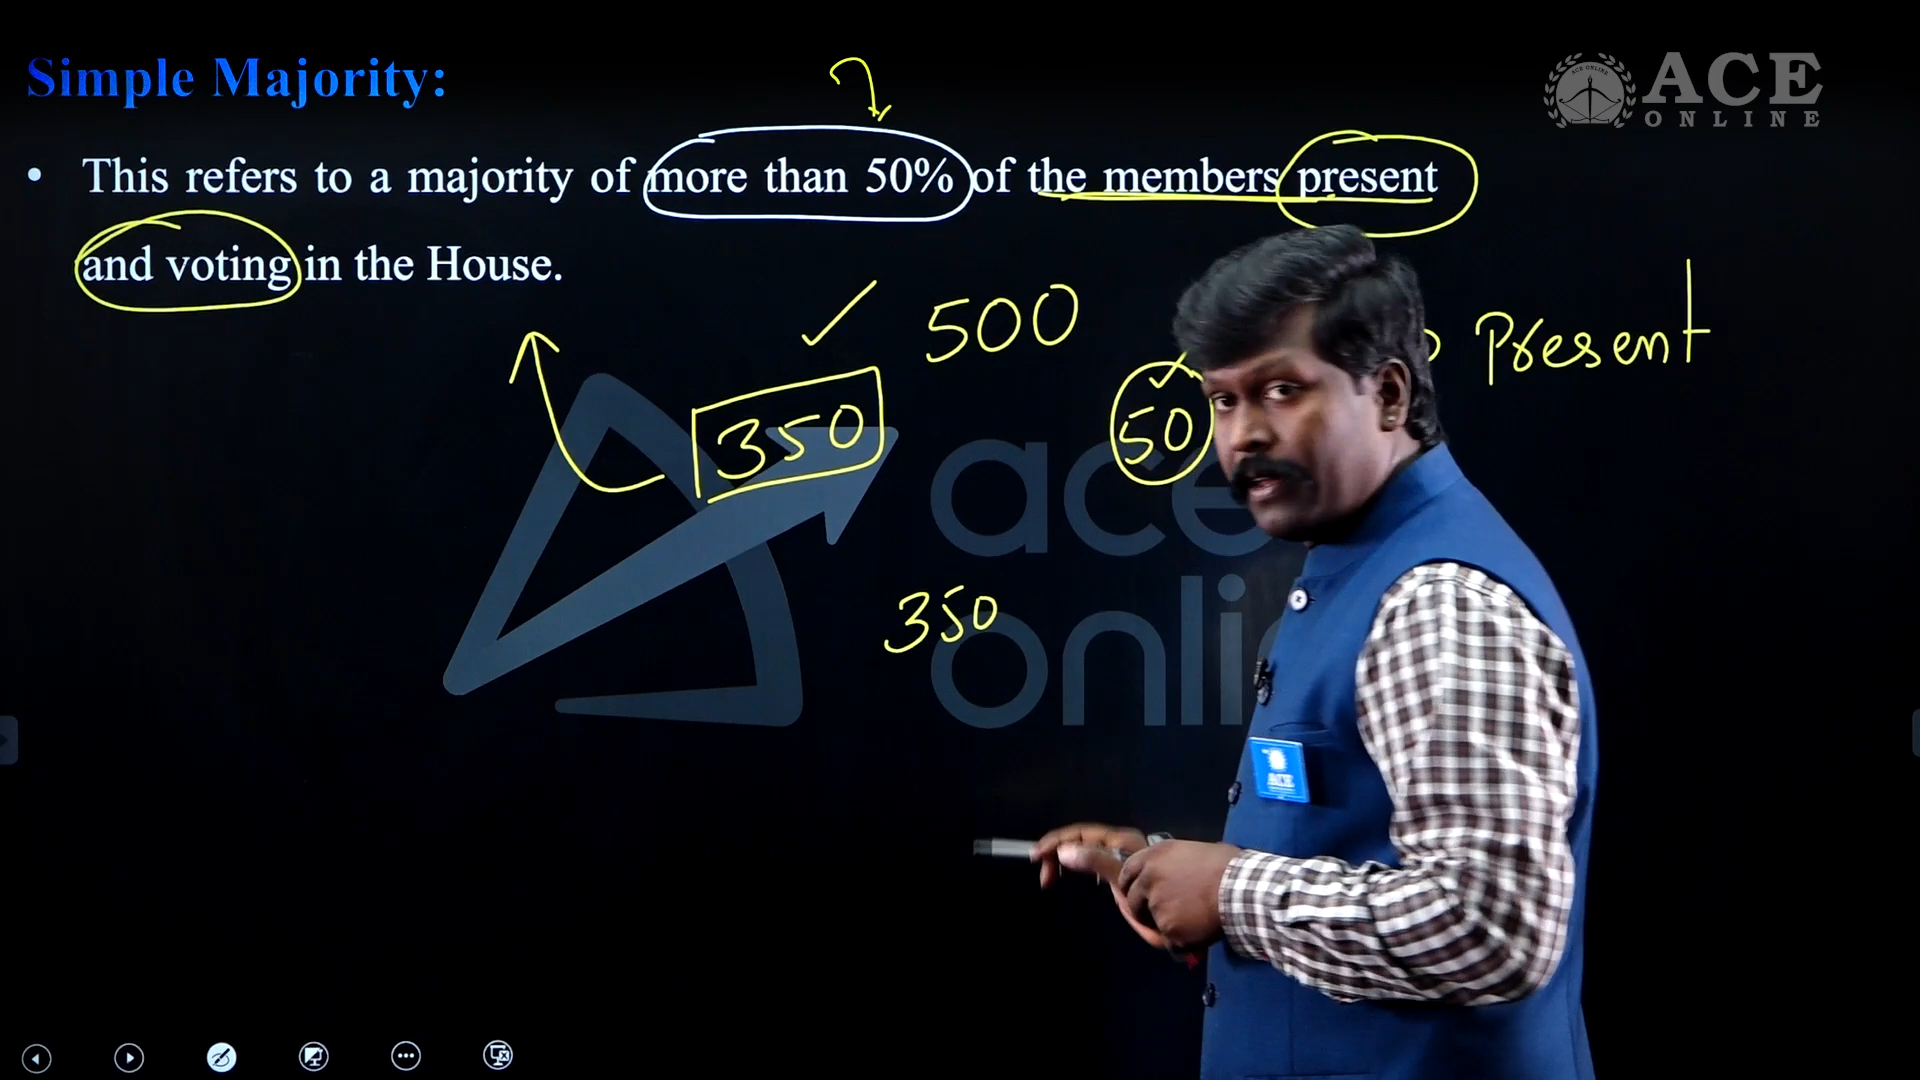 Simple Majority:
ACE
ONLINE
• This refers to a majority of more than 50% of the members present
and voting in the House.
500
Present
350
50
ace
350
ACE